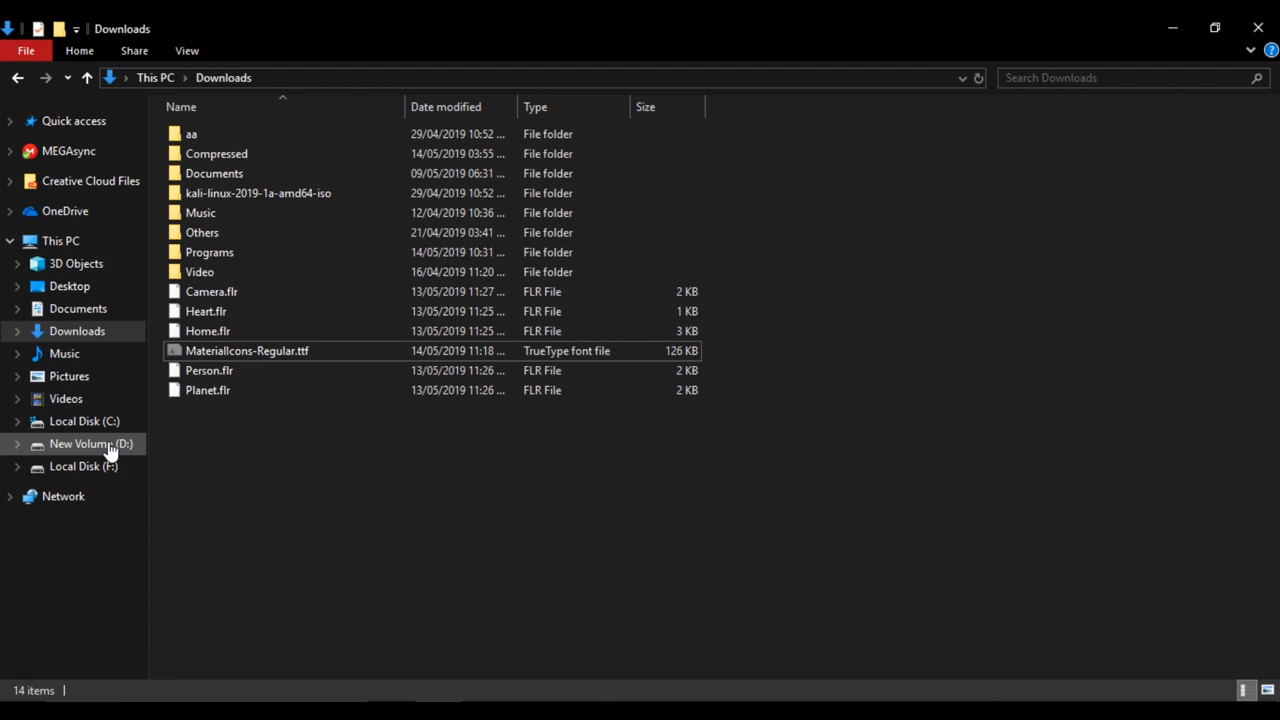 Downloads
File Home Share View
This PC Downloads Search Downloads
Name Date modified Type Size
Quick access
MEGAsync
Creative Cloud Files
OneDrive
This PC
3D Objects
Desktop
Documents
Downloads
Music
Pictures
Videos
Local Disk (C:)
New Volume (D:)
Local Disk (F:)
Network
aa 29/04/2019 10:52 ... File folder
Compressed 14/05/2019 03:55 ... File folder
Documents 09/05/2019 06:31 ... File folder
kali-linux-2019-1a-amd64-iso 29/04/2019 10:52 ... File folder
Music 12/04/2019 10:36 ... File folder
Others 21/04/2019 03:41 ... File folder
Programs 14/05/2019 10:31 ... File folder
Video 16/04/2019 11:20 ... File folder
Camera.flr 13/05/2019 11:27 ... FLR File 2 KB
Heart.flr 13/05/2019 11:25 ... FLR File 1 KB
Home.flr 13/05/2019 11:25 ... FLR File 3 KB
MaterialIcons-Regular.ttf 14/05/2019 11:18 ... TrueType font file 126 KB
Person.flr 13/05/2019 11:26 ... FLR File 2 KB
Planet.flr 13/05/2019 11:26 ... FLR File 2 KB
14 items